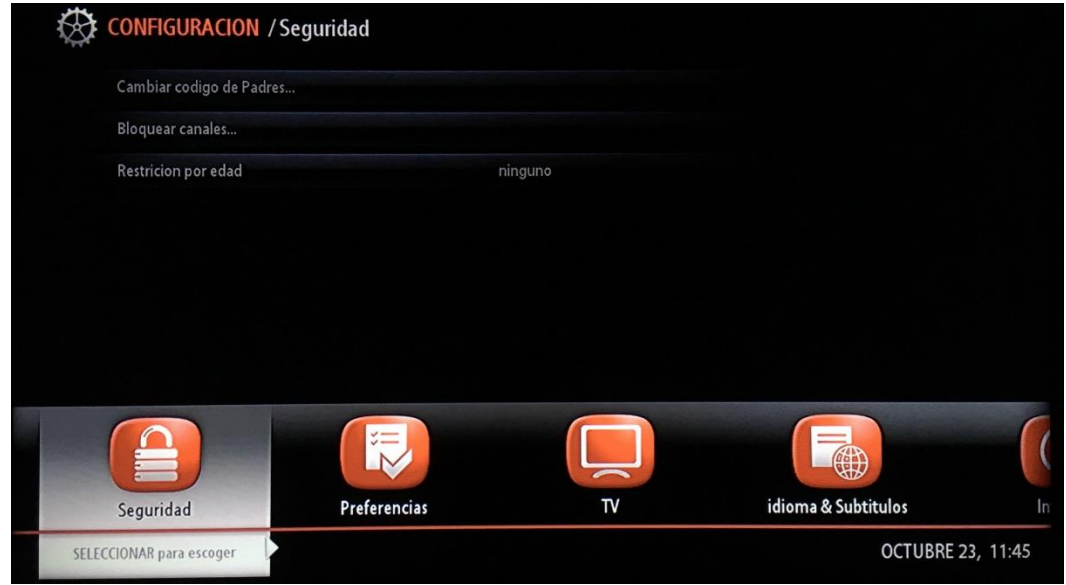 CONFIGURACION / Seguridad
Cambiar codigo de Padres...
Bloquear canales...
Restricion por edad ninguno
Seguridad Preferencias TV idioma & Subtitulos In
SELECCIONAR para escoger
OCTUBRE 23, 11:45